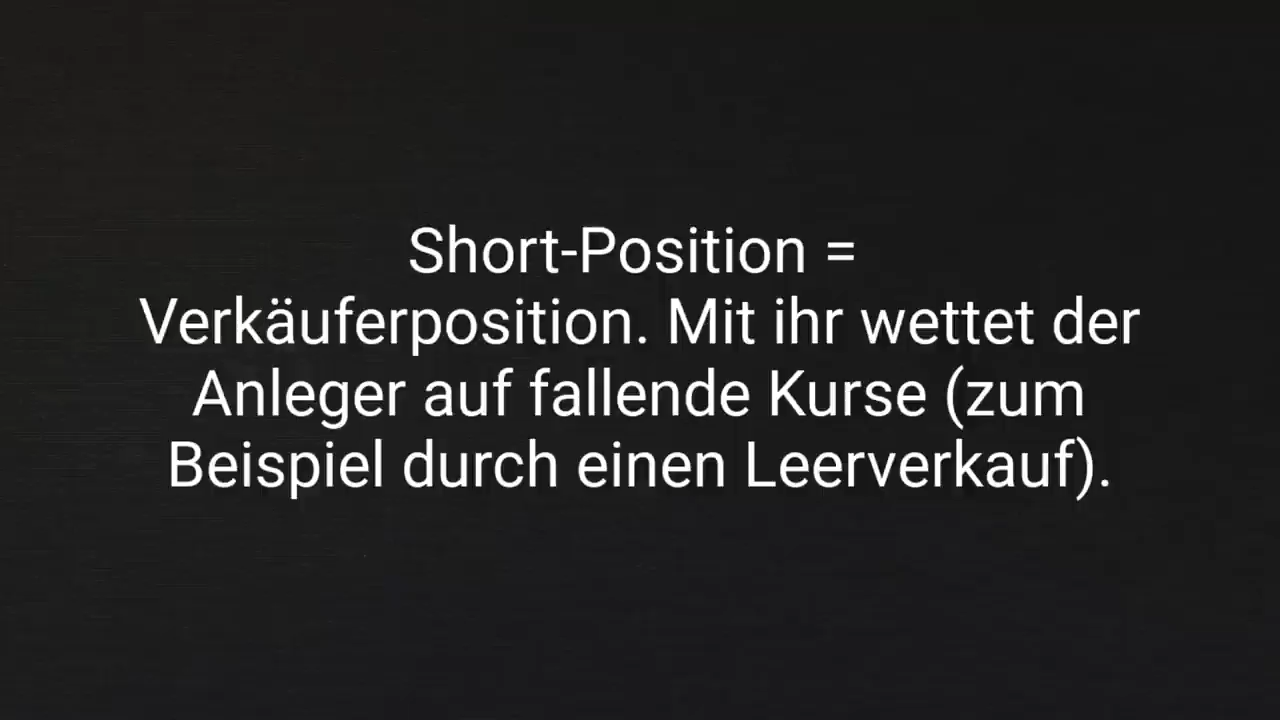 Short-Position =
Verkäuferposition. Mit ihr wettet der
Anleger auf fallende Kurse (zum
Beispiel durch einen Leerverkauf).